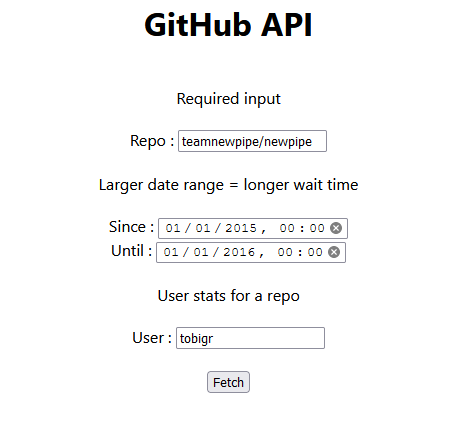 GitHub API
Required input
Repo : teamnewpipe/newpipe
Larger date range = longer wait time
Since : 01/01/2015, 00:00
Until : 01/01/2016, 00:00
User stats for a repo
User : tobigr
Fetch